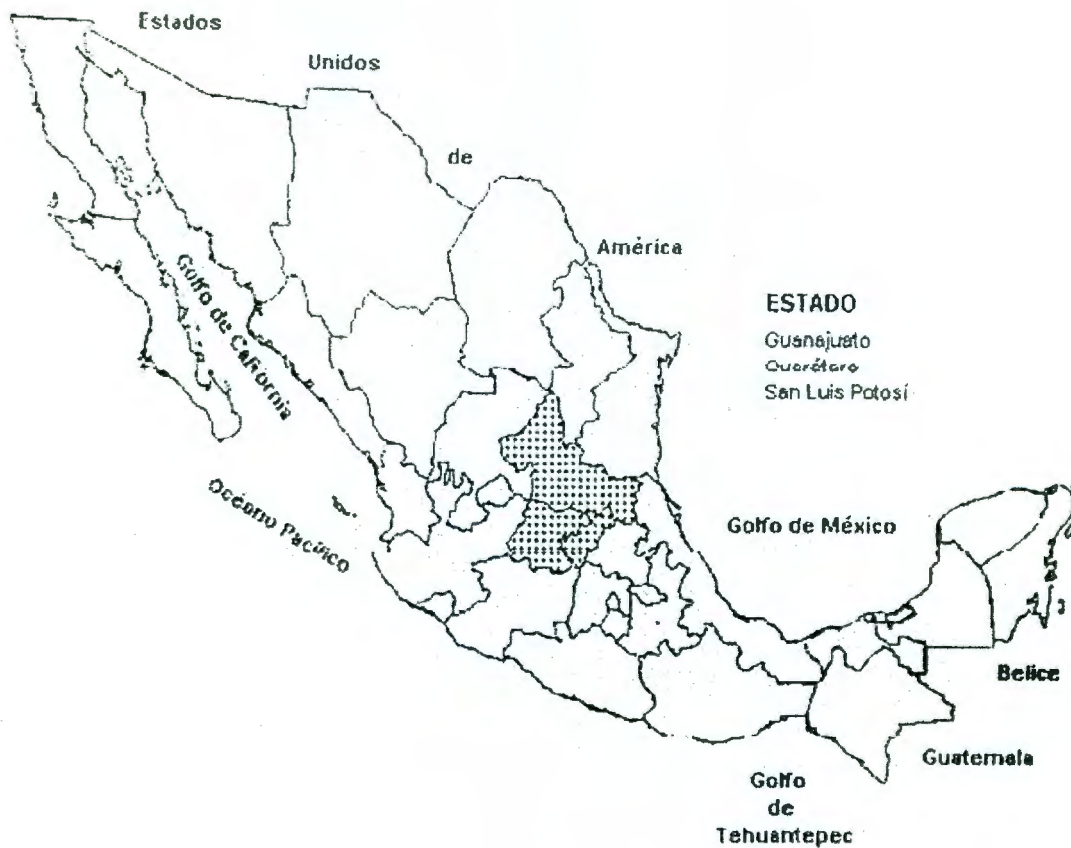 Estados
Unidos
de
América
Golfo de California
ESTADO
Guanajuato
Querétaro
San Luis Potosí
Océano Pacífico
Golfo de México
Belice
Guatemala
Golfo
de
Tehuantepec